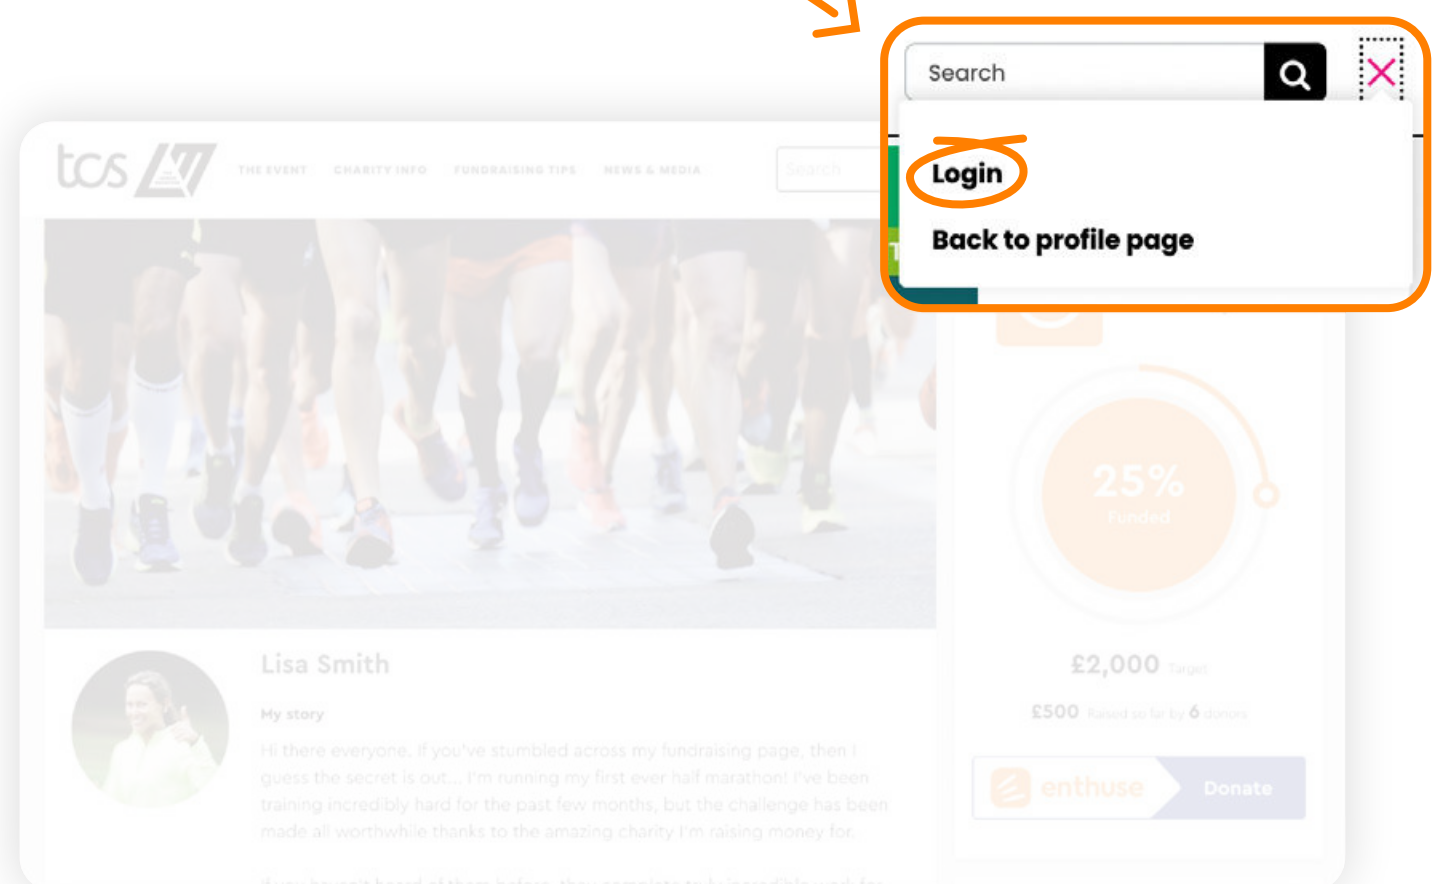 Search
Login
Back to profile page
tcs
THE EVENT CHARITY INFO FUNDRAISING TIPS NEWS & MEDIA Search
25%
Funded
£2,000 Target
£500 Raised so far by 6 donors
enthuse Donate
Lisa Smith
My story
Hi there everyone, If you've stumbled across my fundraising page, then I
guess the secret is out... I'm running my first ever half marathon! I've been
training incredibly hard for the past few months, but the challenge has been
made all worthwhile thanks to the amazing charity I'm raising money for.